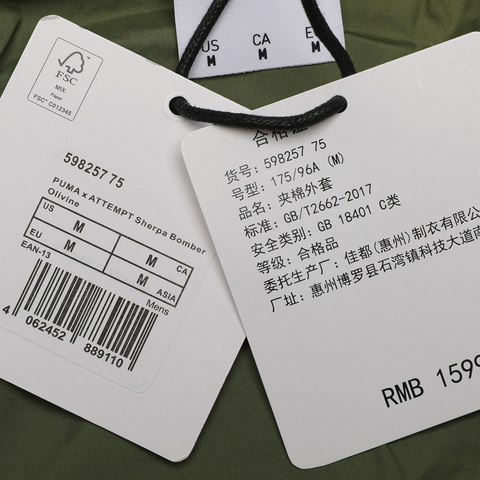 US
M
CA
M
E
M
FSC
MIX
Paper
FSC™ C012345
598257 75
PUMA x ATTEMPT Sherpa Bomber
Olivine
US
M
M
CA
EU
M
M
ASIA
EAN-13
Mens
4 062452 889110
合格
货号: 598257 75
号型: 175/96A (M)
品名: 夹棉外套
标准: GB/T2662-2017
安全类别: GB 18401 C类
等级: 合格品
委托生产厂: 佳都(惠州)制衣有限公
厂址: 惠州博罗县石湾镇科技大道南
RMB 1599